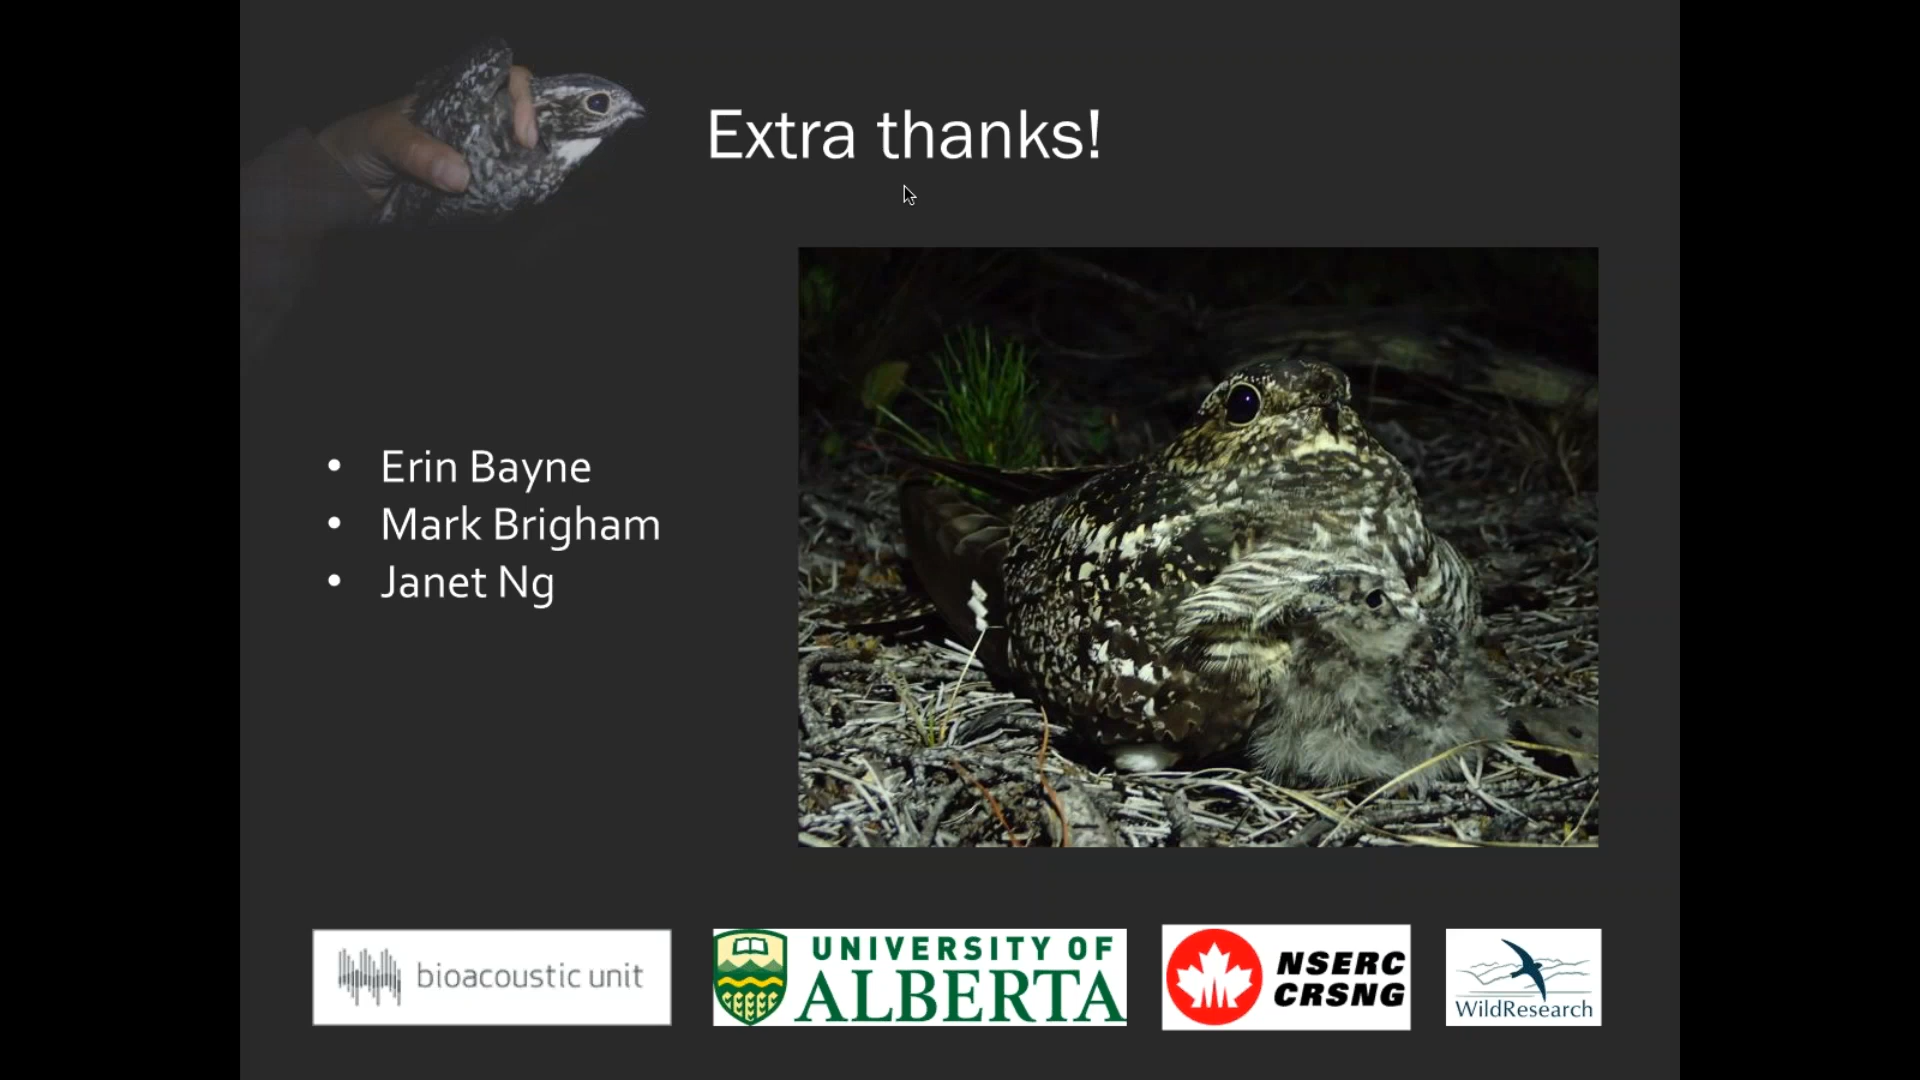 Extra thanks!
• Erin Bayne
• Mark Brigham
• Janet Ng
bioacoustic unit
UNIVERSITY OF
ALBERTA
NSERC
CRSNG
WildResearch